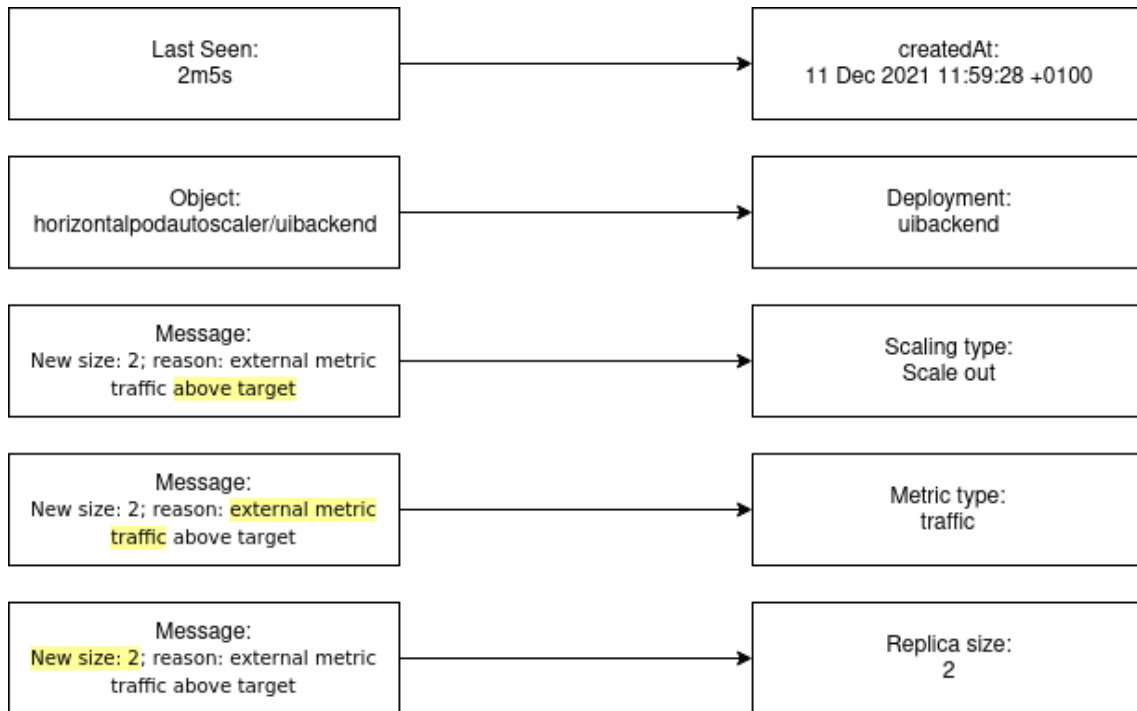 Last Seen:
2m5s
createdAt:
11 Dec 2021 11:59:28 +0100
Object:
horizontalpodautoscaler/uibackend
Deployment:
uibackend
Message:
New size: 2; reason: external metric
traffic above target
Scaling type:
Scale out
Message:
New size: 2; reason: external metric
traffic above target
Metric type:
traffic
Message:
New size: 2; reason: external metric
traffic above target
Replica size:
2